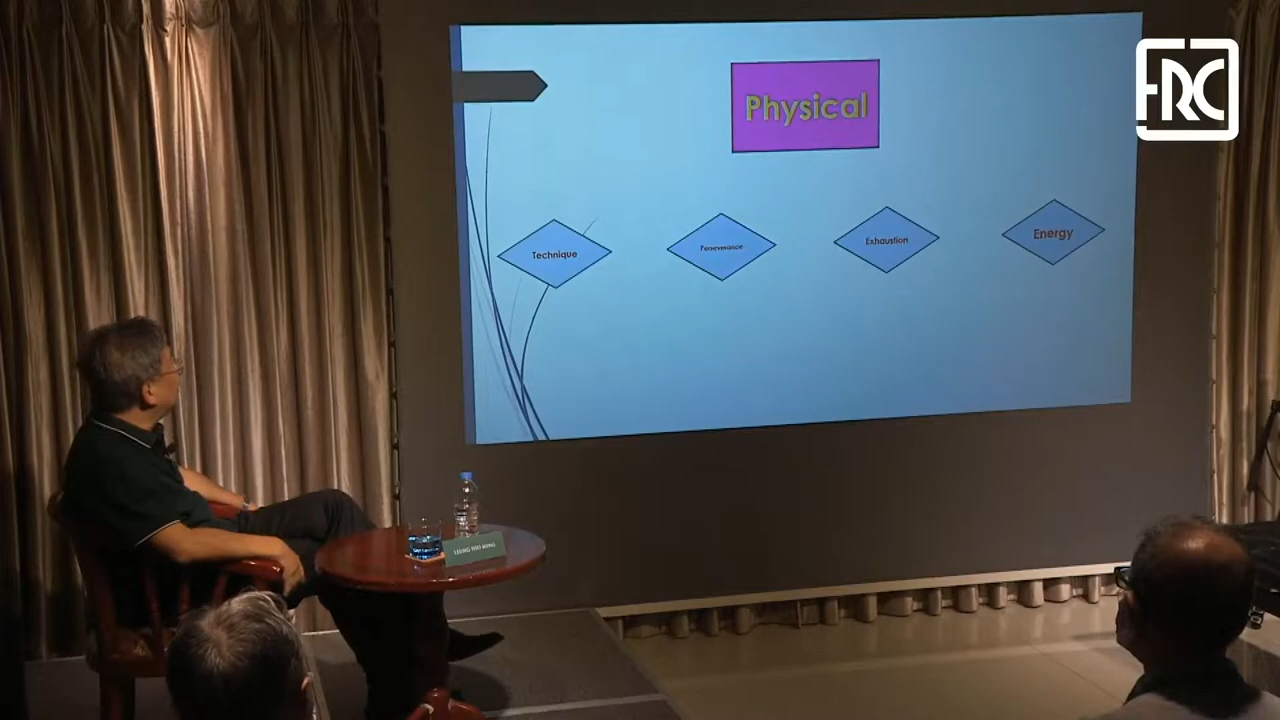 FRC
Physical
Technique
Perseverance
Exhaustion
Energy